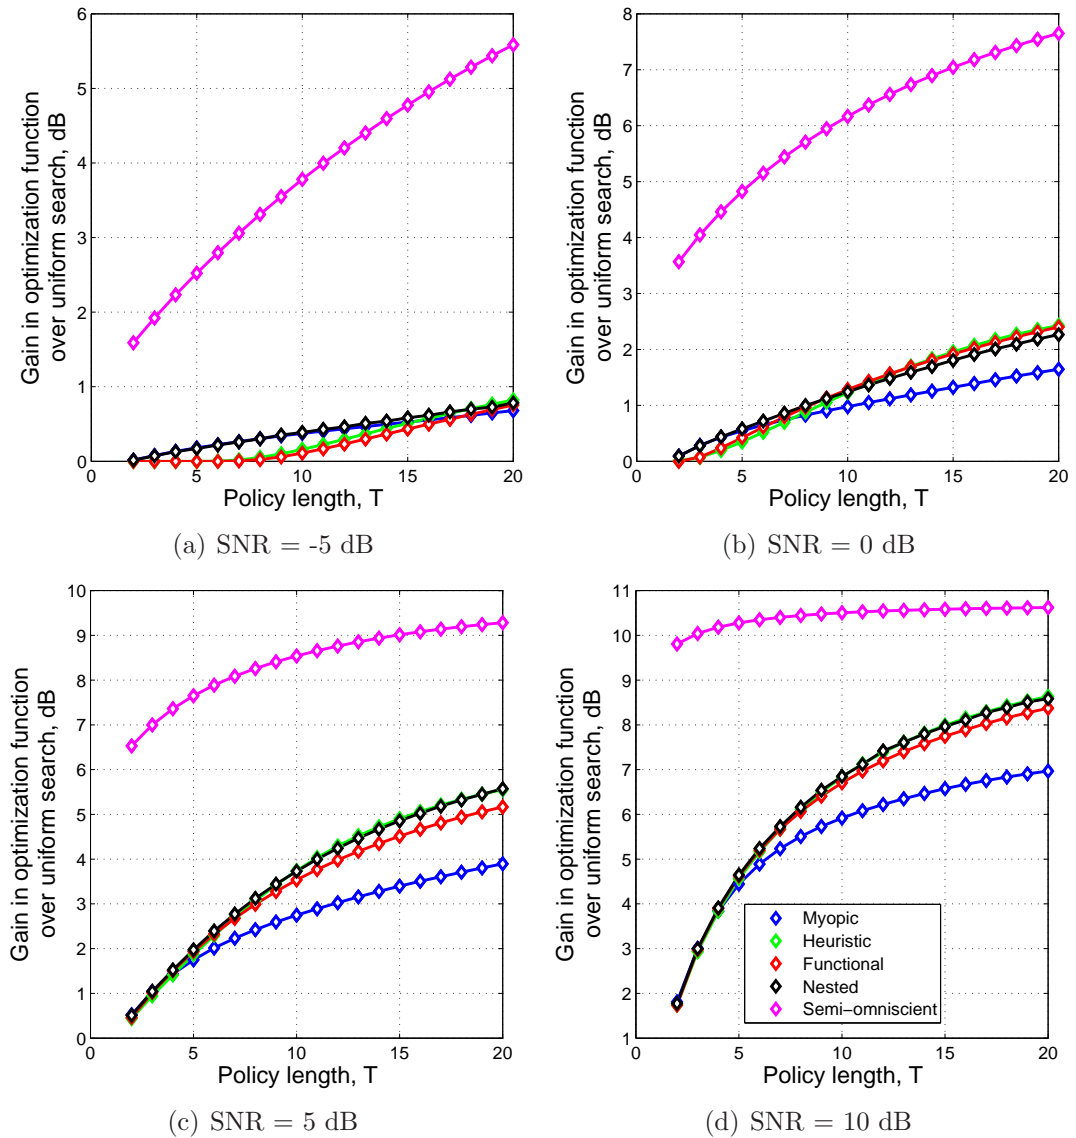 Gain in optimization function
over uniform search, dB
6
5
4
3
2
1
0
0 5 10 15 20
Policy length, T
(a) SNR = -5 dB
Gain in optimization function
over uniform search, dB
8
7
6
5
4
3
2
1
0
0 5 10 15 20
Policy length, T
(b) SNR = 0 dB
Gain in optimization function
over uniform search, dB
10
9
8
7
6
5
4
3
2
1
0
0 5 10 15 20
Policy length, T
(c) SNR = 5 dB
Gain in optimization function
over uniform search, dB
11
10
9
8
7
6
5
4
3
2
1
0 5 10 15 20
Policy length, T
Myopic
Heuristic
Functional
Nested
Semi−omniscient
(d) SNR = 10 dB